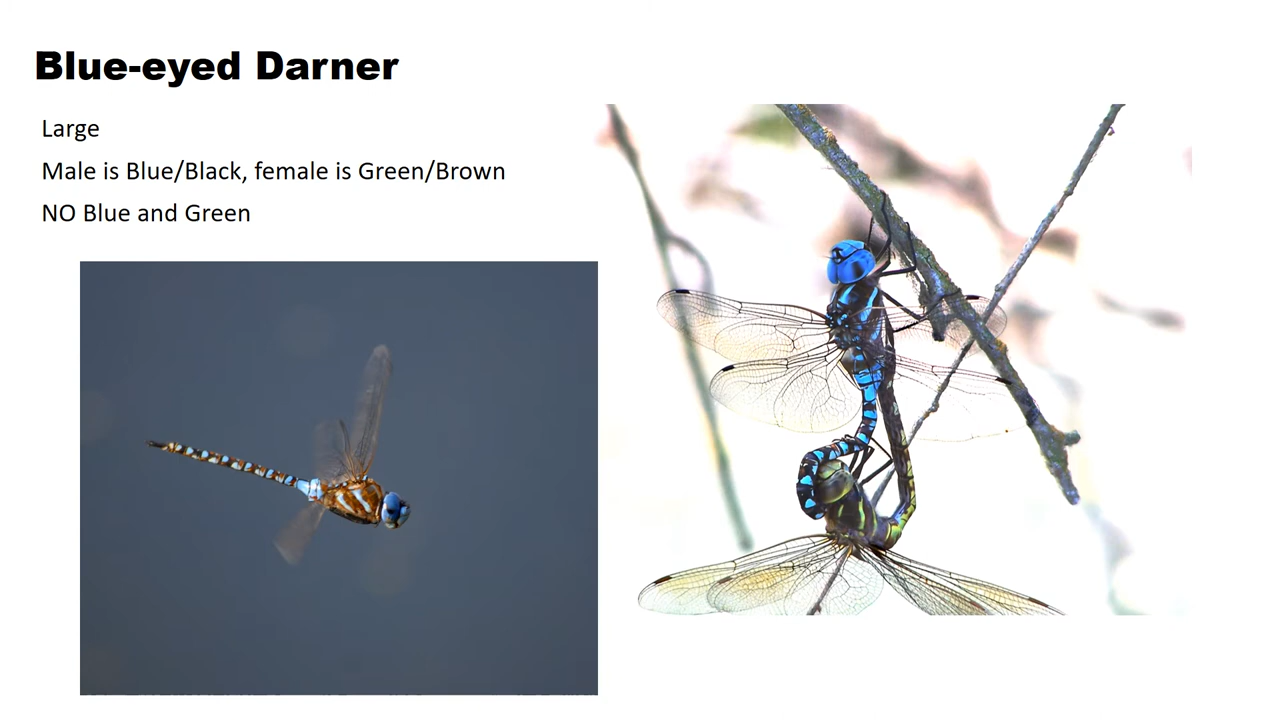 Blue-eyed Darner
Large
Male is Blue/Black, female is Green/Brown
NO Blue and Green